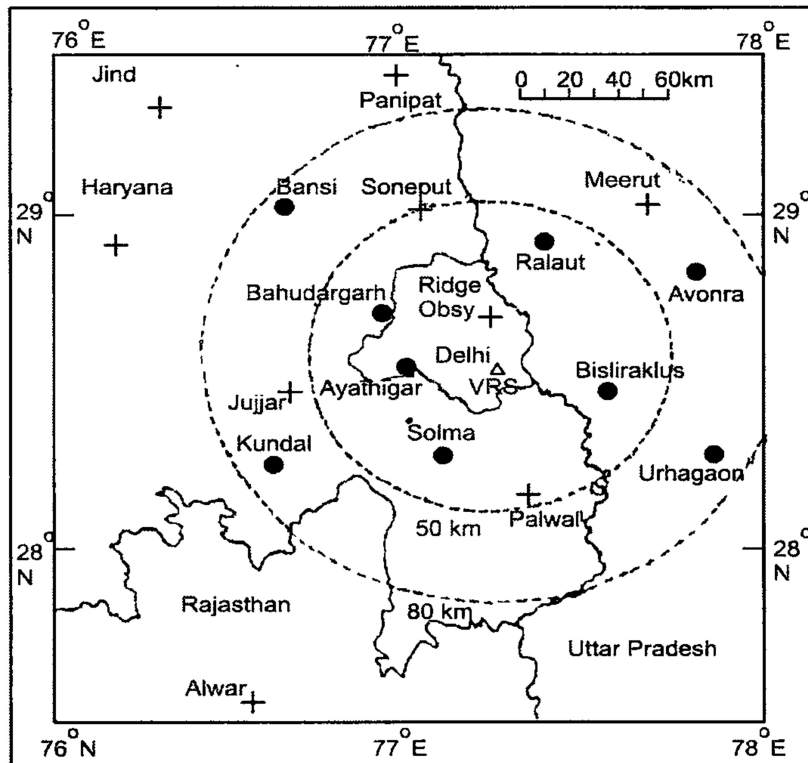 76°E 77°E 78°E
Jind
Panipat
0 10 20 40 60km
Haryana
Bansi
Soneput
Meerut
29°
N
29°
N
Ralaut
Avonra
Bahudargarh
Ridge
Obsy
Delhi
VRS
Bisliraklus
Ayathigar
Jujjar
Kundal
Solma
Urhagaon
Palwal
50 km
28°
N
28°
N
Rajasthan
80 km
Uttar Pradesh
Alwar
76°N 77°E 78°E